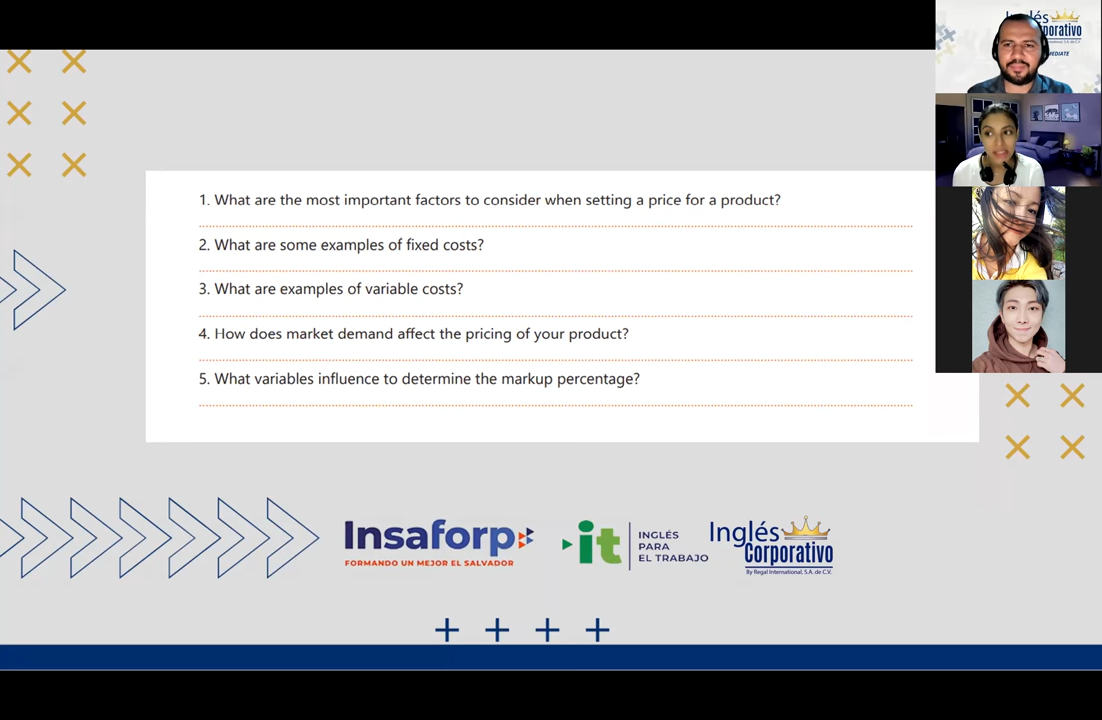 1. What are the most important factors to consider when setting a price for a product?
2. What are some examples of fixed costs?
3. What are examples of variable costs?
4. How does market demand affect the pricing of your product?
5. What variables influence to determine the markup percentage?
Insaforp
FORMANDO UN MEJOR EL SALVADOR
it
INGLÉS
PARA
EL TRABAJO
Inglés
Corporativo
By Regal International, S.A. de C.V.